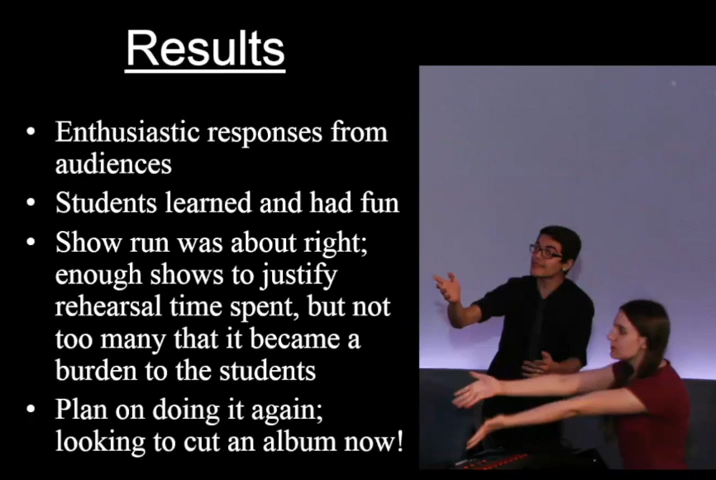 Results
• Enthusiastic responses from
audiences
• Students learned and had fun
• Show run was about right;
enough shows to justify
rehearsal time spent, but not
too many that it became a
burden to the students
• Plan on doing it again;
looking to cut an album now!